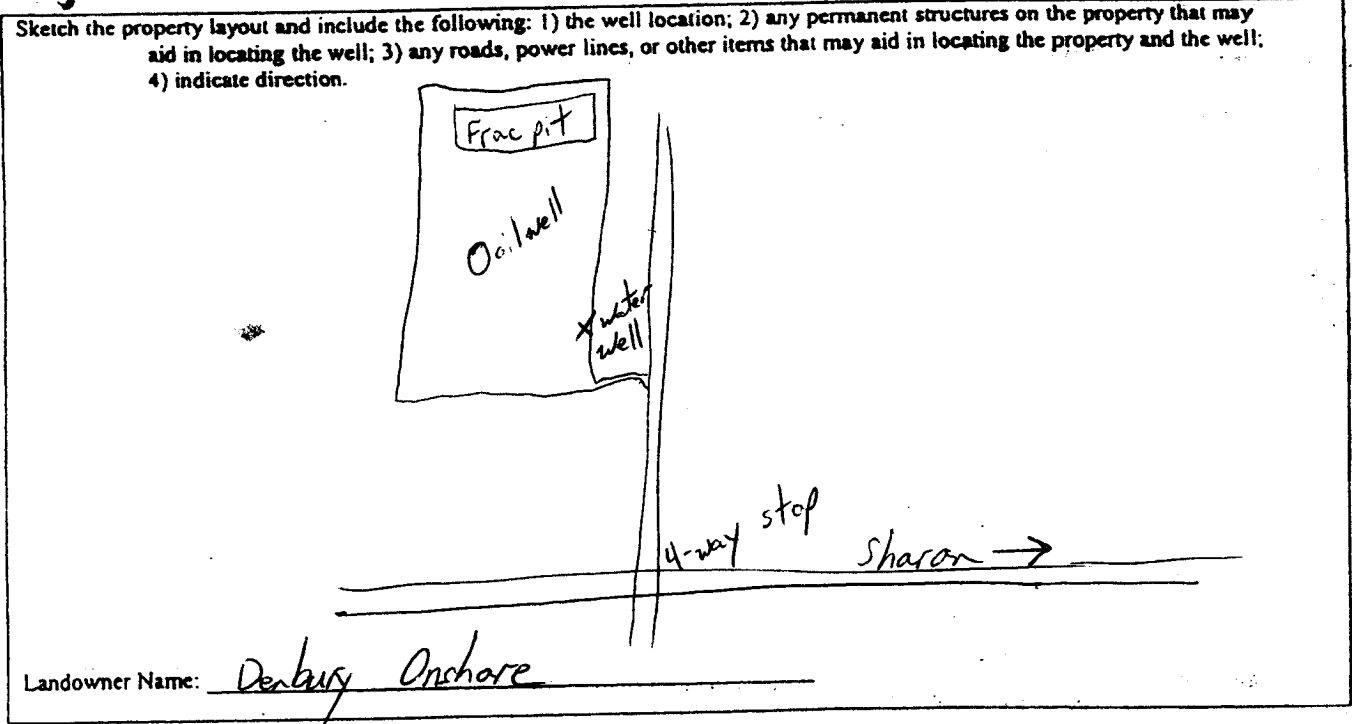 Sketch the property layout and include the following: 1) the well location; 2) any permanent structures on the property that may
aid in locating the well; 3) any roads, power lines, or other items that may aid in locating the property and the well;
4) indicate direction.
Frac pit
O oil well
X water
well
4-way stop
Sharon →
Landowner Name: Denbury Onshore